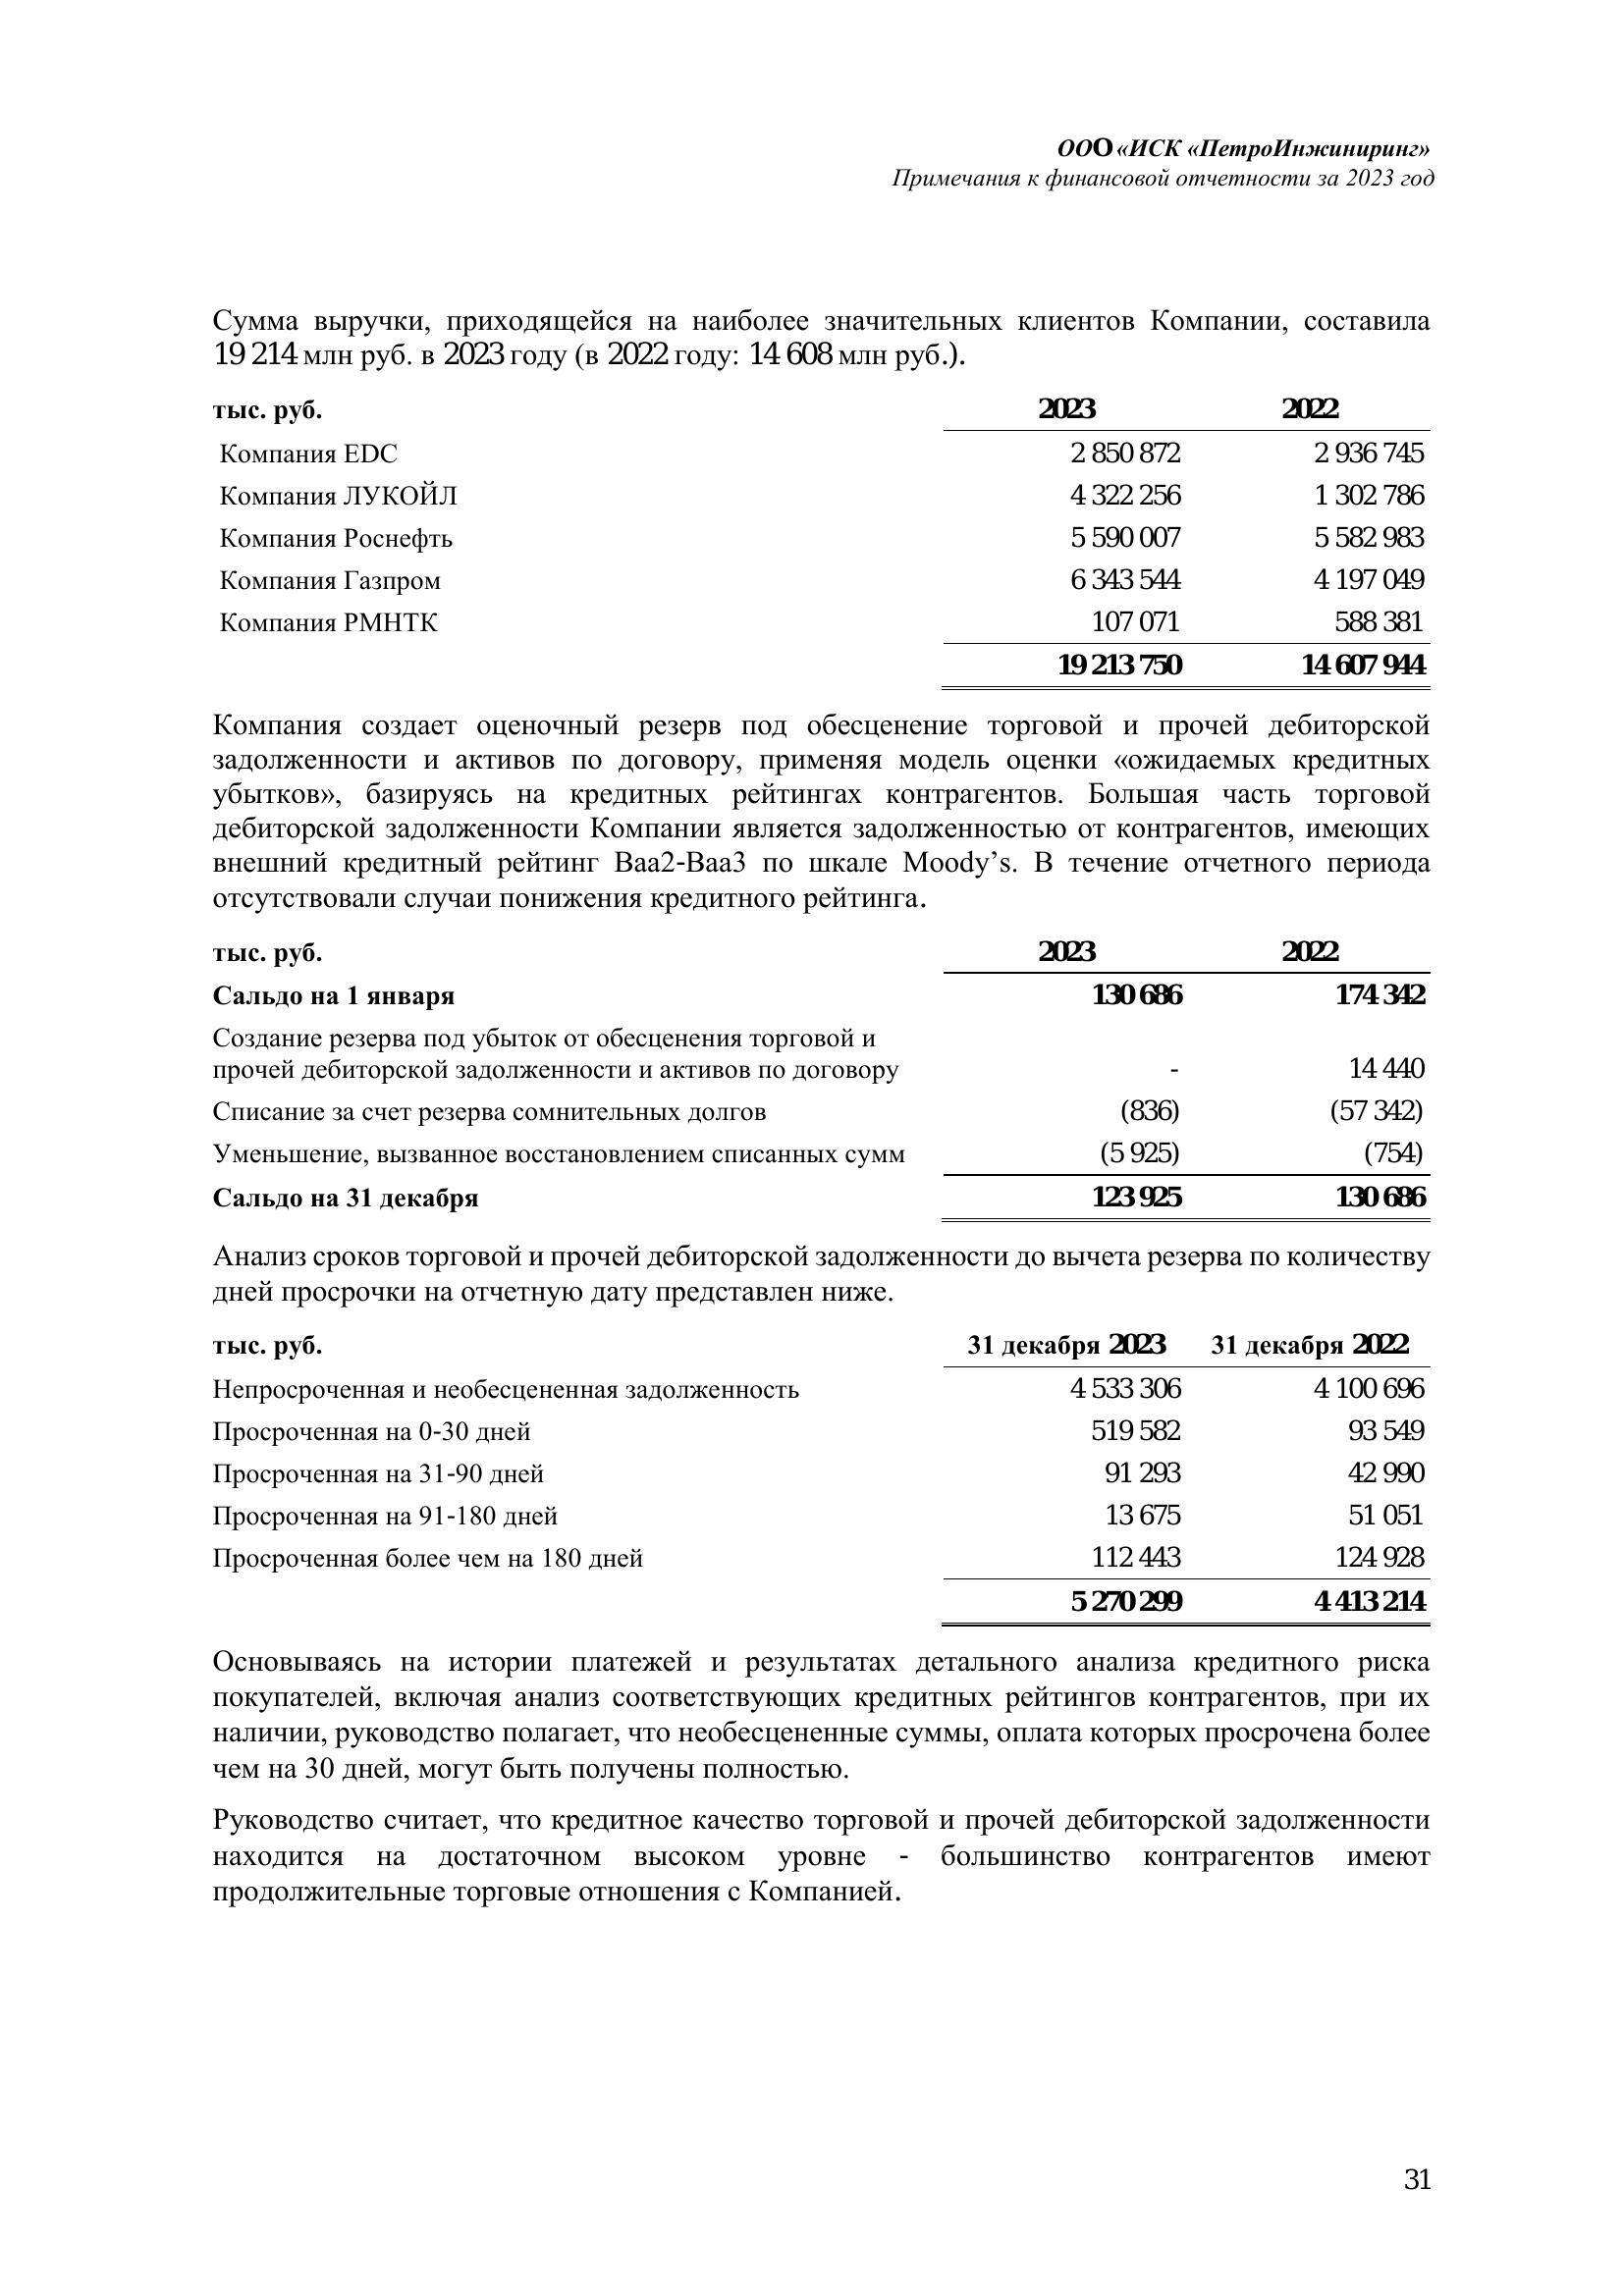 ООО «ИСК «ПетроИнжиниринг»
Примечания к финансовой отчетности за 2023 год
Сумма выручки, приходящейся на наиболее значительных клиентов Компании, составила
19 214 млн руб. в 2023 году (в 2022 году: 14 608 млн руб.).
тыс. руб. 2023 2022
Компания EDC 2 850 872 2 936 745
Компания ЛУКОЙЛ 4 322 256 1 302 786
Компания Роснефть 5 590 007 5 582 983
Компания Газпром 6 343 544 4 197 049
Компания РМНТК 107 071 588 381
19 213 750 14 607 944
Компания создает оценочный резерв под обесценение торговой и прочей дебиторской
задолженности и активов по договору, применяя модель оценки «ожидаемых кредитных
убытков», базируясь на кредитных рейтингах контрагентов. Большая часть торговой
дебиторской задолженности Компании является задолженностью от контрагентов, имеющих
внешний кредитный рейтинг Baa2-Baa3 по шкале Moody’s. В течение отчетного периода
отсутствовали случаи понижения кредитного рейтинга.
тыс. руб. 2023 2022
Сальдо на 1 января 130 686 174 342
Создание резерва под убыток от обесценения торговой и
прочей дебиторской задолженности и активов по договору - 14 440
Списание за счет резерва сомнительных долгов (836) (57 342)
Уменьшение, вызванное восстановлением списанных сумм (5 925) (754)
Сальдо на 31 декабря 123 925 130 686
Анализ сроков торговой и прочей дебиторской задолженности до вычета резерва по количеству
дней просрочки на отчетную дату представлен ниже.
тыс. руб. 31 декабря 2023 31 декабря 2022
Непросроченная и необесцененная задолженность 4 533 306 4 100 696
Просроченная на 0-30 дней 519 582 93 549
Просроченная на 31-90 дней 91 293 42 990
Просроченная на 91-180 дней 13 675 51 051
Просроченная более чем на 180 дней 112 443 124 928
5 270 299 4 413 214
Основываясь на истории платежей и результатах детального анализа кредитного риска
покупателей, включая анализ соответствующих кредитных рейтингов контрагентов, при их
наличии, руководство полагает, что необесцененные суммы, оплата которых просрочена более
чем на 30 дней, могут быть получены полностью.
Руководство считает, что кредитное качество торговой и прочей дебиторской задолженности
находится на достаточном высоком уровне - большинство контрагентов имеют
продолжительные торговые отношения с Компанией.
31